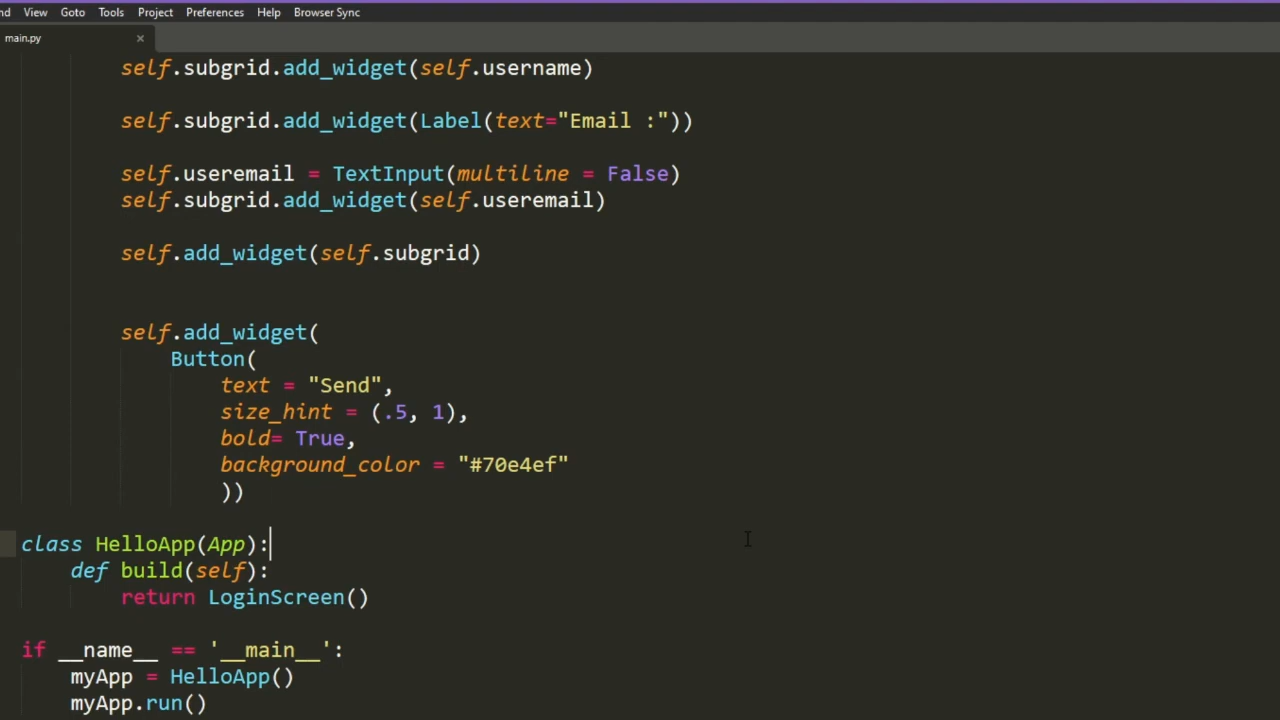 nd View Goto Tools Project Preferences Help Browser Sync
main.py ×
self.subgrid.add_widget(self.username)
self.subgrid.add_widget(Label(text="Email :"))
self.useremail = TextInput(multiline = False)
self.subgrid.add_widget(self.useremail)
self.add_widget(self.subgrid)
self.add_widget(
Button(
text = "Send",
size_hint = (.5, 1),
bold= True,
background_color = "#70e4ef"
))
class HelloApp(App):
def build(self):
return LoginScreen()
if __name__ == '__main__':
myApp = HelloApp()
myApp.run()